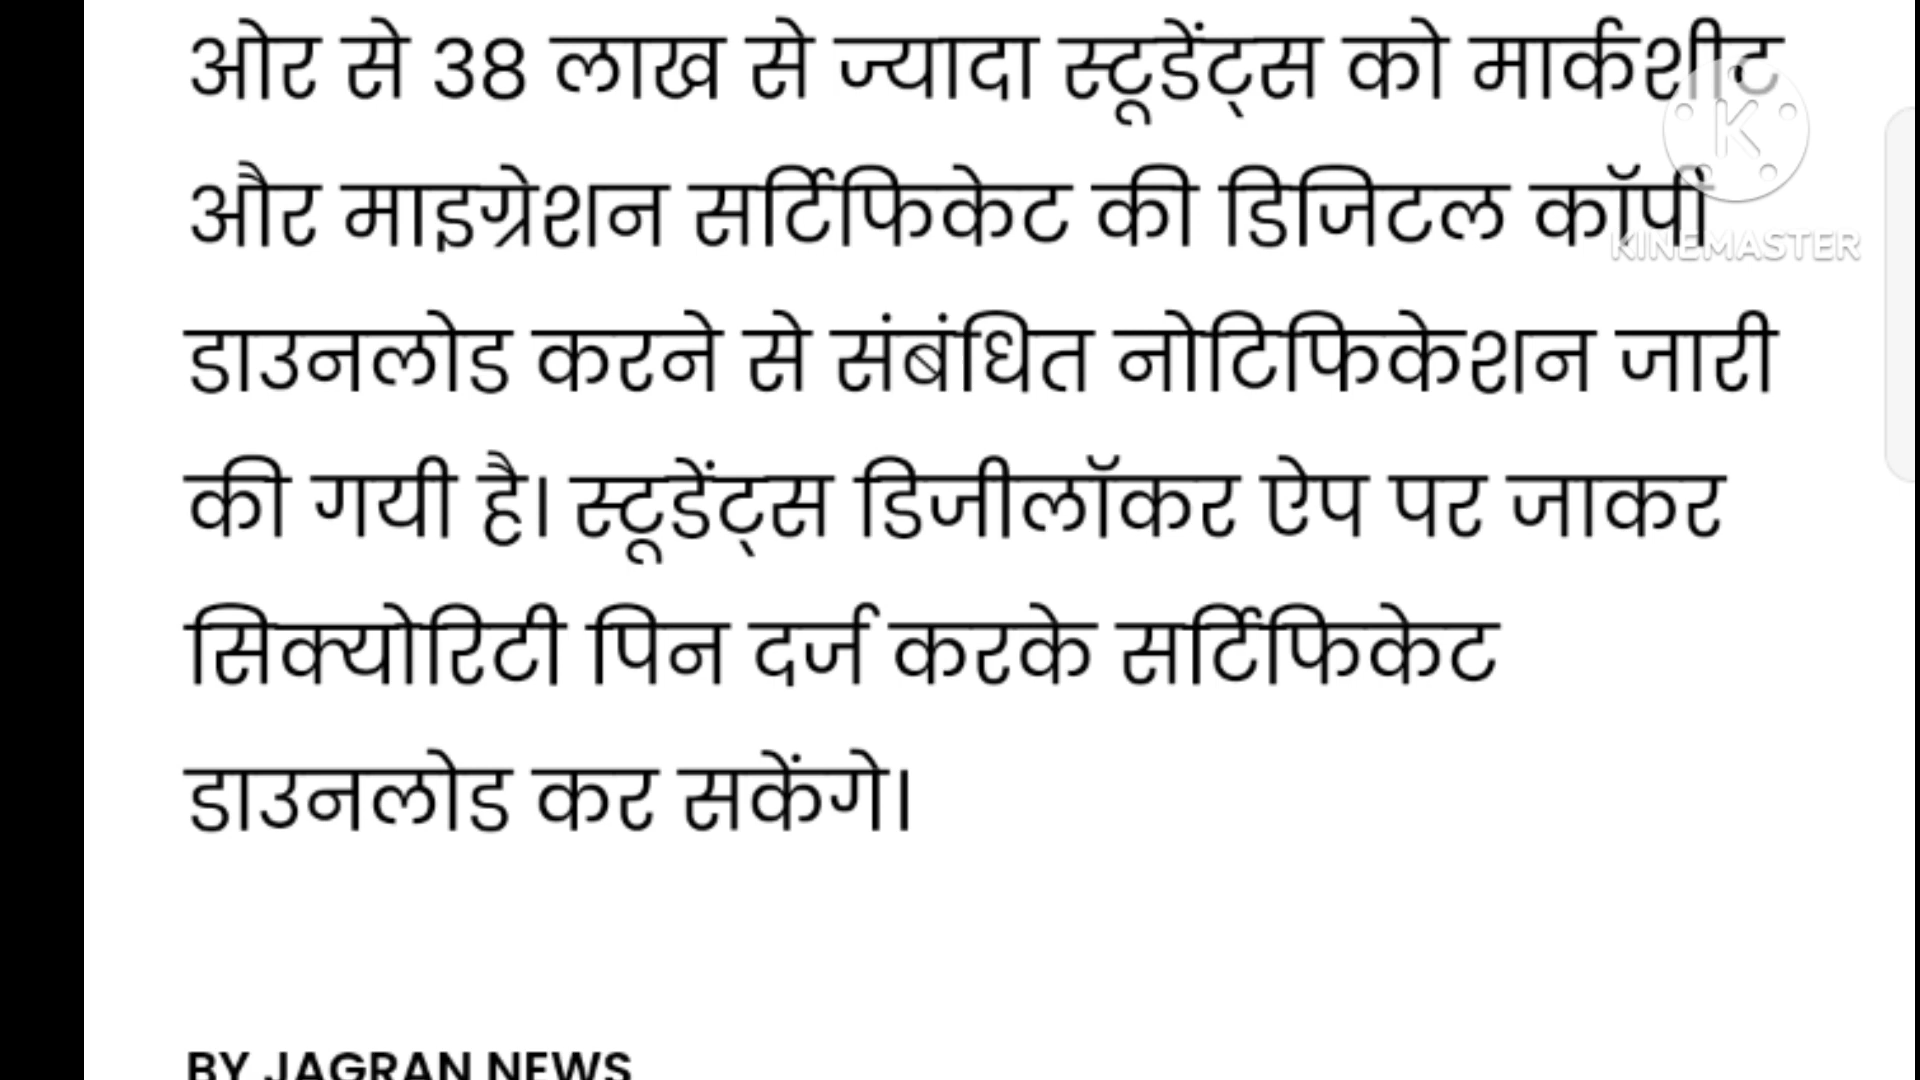 ओर से 38 लाख से ज्यादा स्टूडेंट्स को मार्कशीट
और माइग्रेशन सर्टिफिकेट की डिजिटल कॉपी
KINEMASTER
डाउनलोड करने से संबंधित नोटिफिकेशन जारी
की गयी है। स्टूडेंट्स डिजीलॉकर ऐप पर जाकर
सिक्योरिटी पिन दर्ज करके सर्टिफिकेट
डाउनलोड कर सकेंगे।
BY JAGRAN NEWS